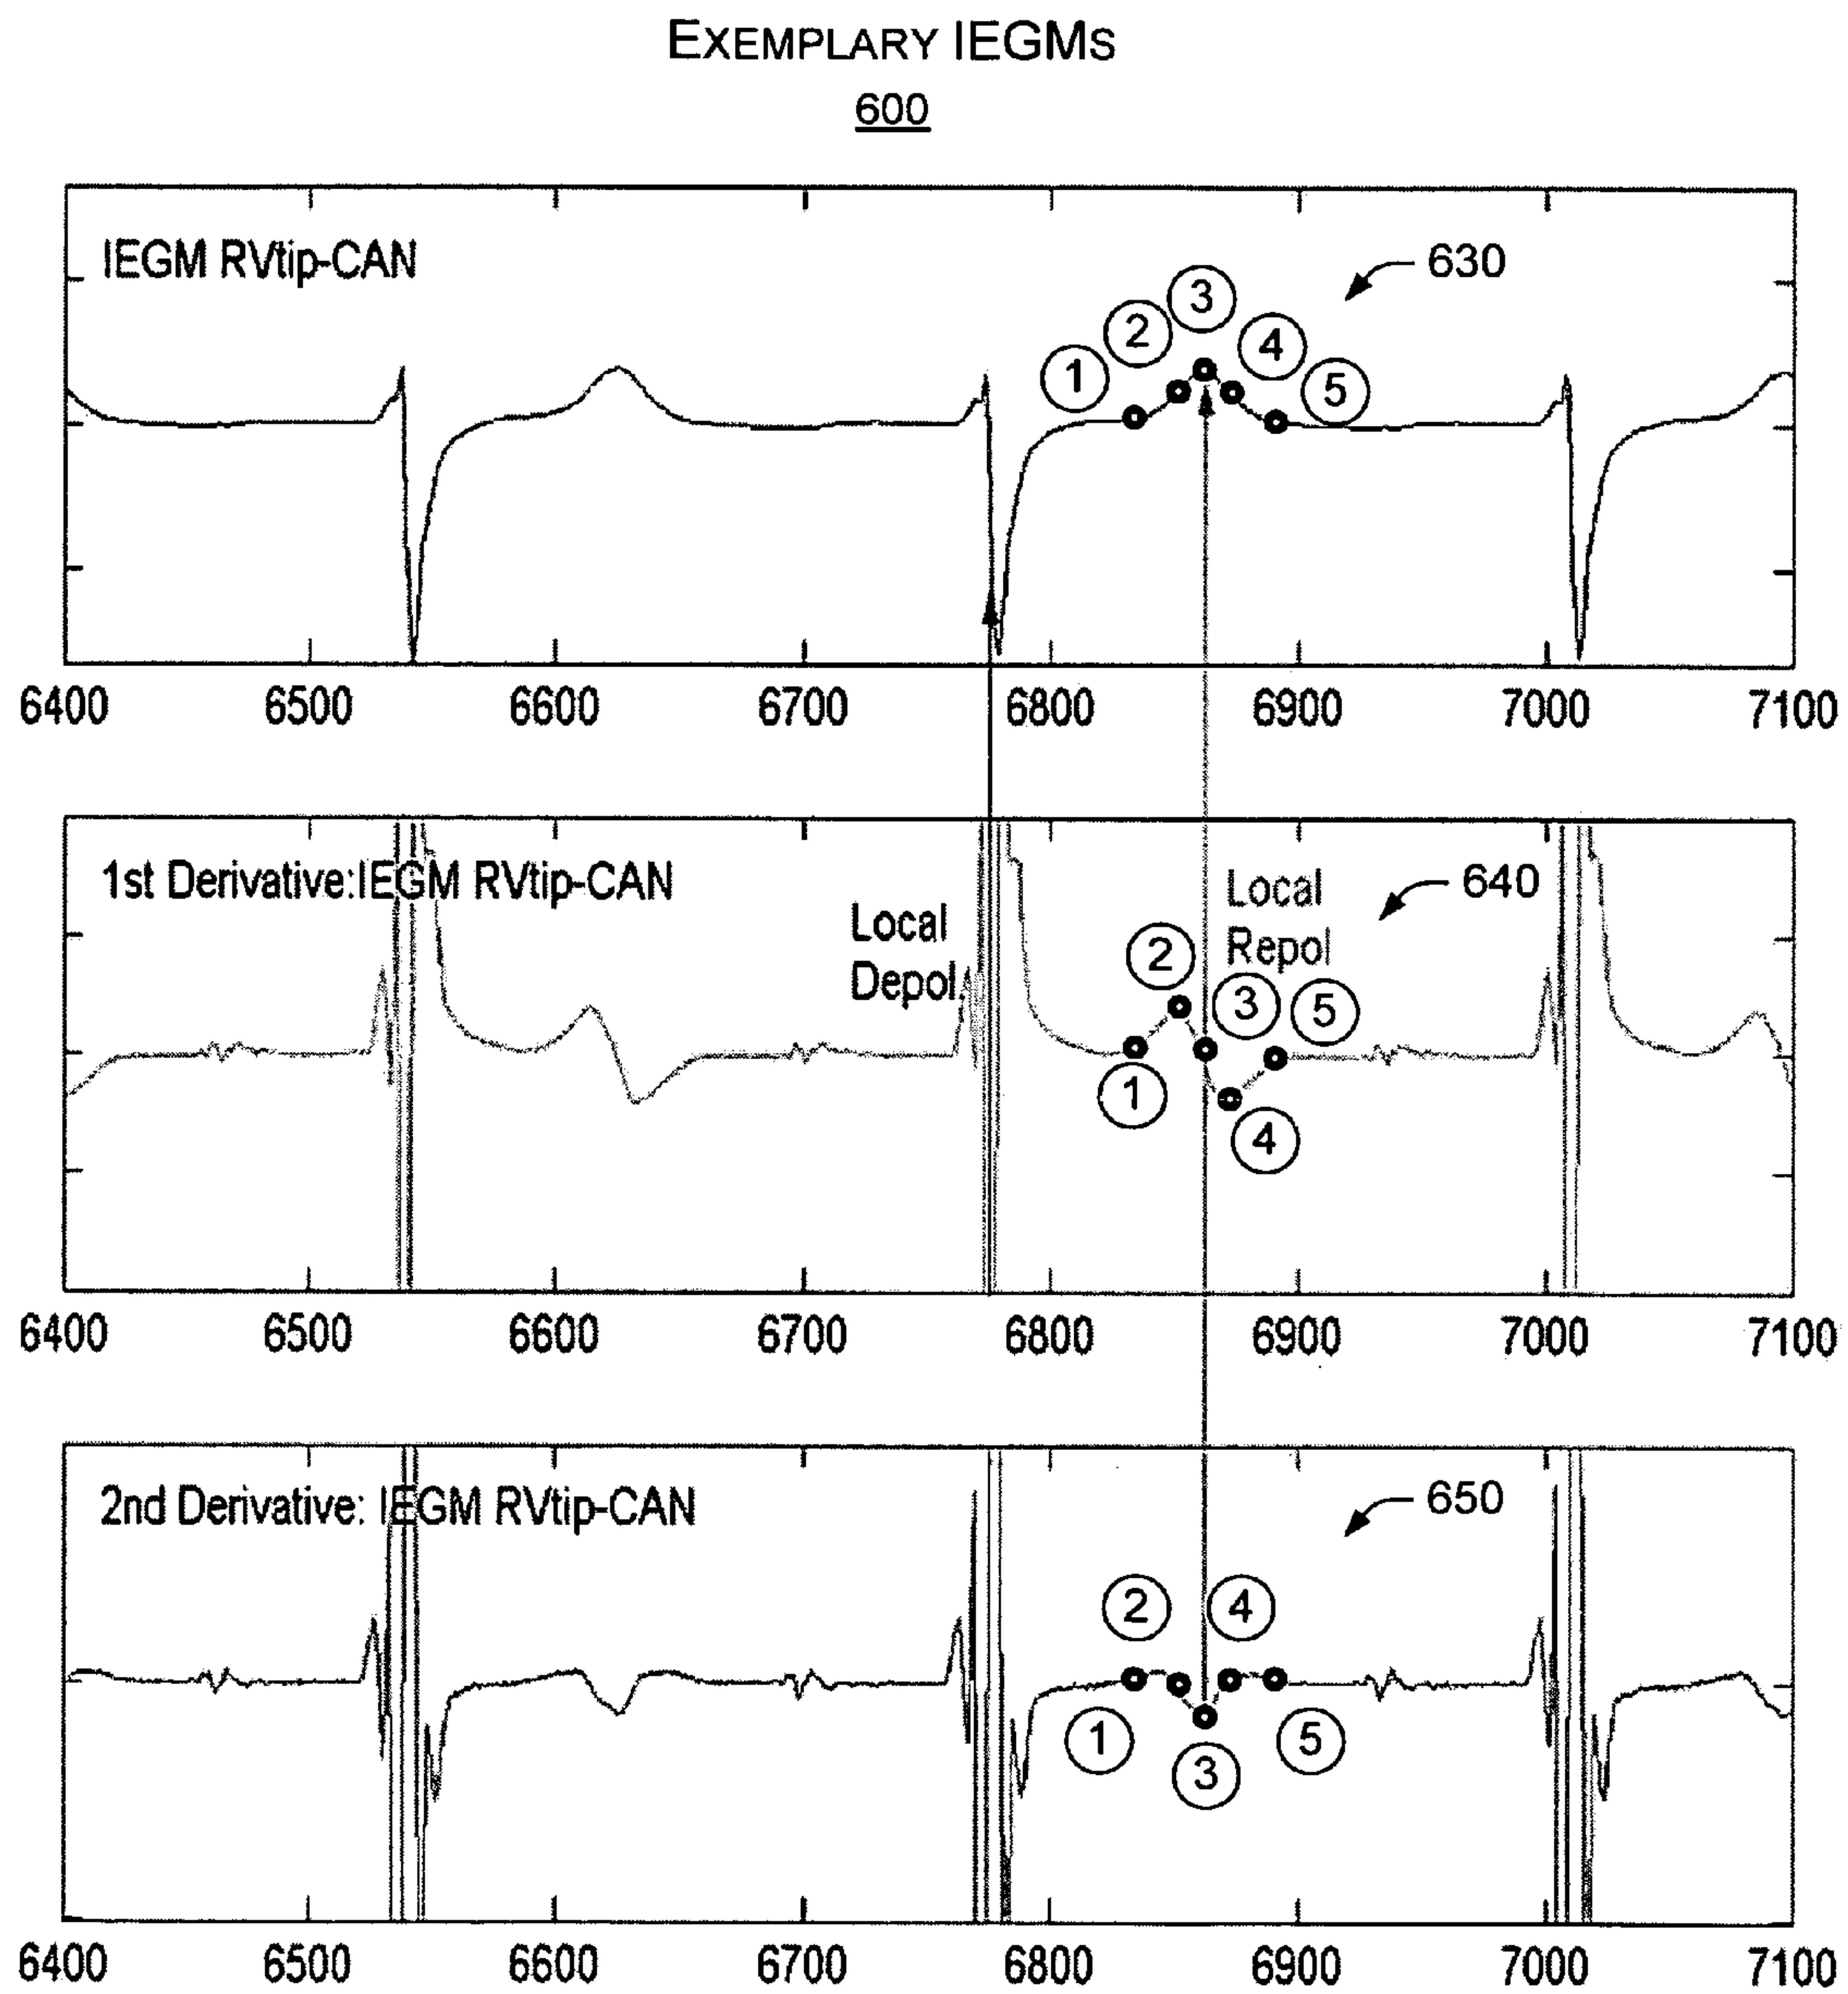 EXEMPLARY IEGMS
600
IEGM RVtip-CAN
630
3
2
4
1
5
6400 6500 6600 6700 6800 6900 7000 7100
1st Derivative:IEGM RVtip-CAN
640
Local
Depol.
Local
Repol
2
3
5
1
4
6400 6500 6600 6700 6800 6900 7000 7100
2nd Derivative: IEGM RVtip-CAN
650
2
4
1
5
3
6400 6500 6600 6700 6800 6900 7000 7100